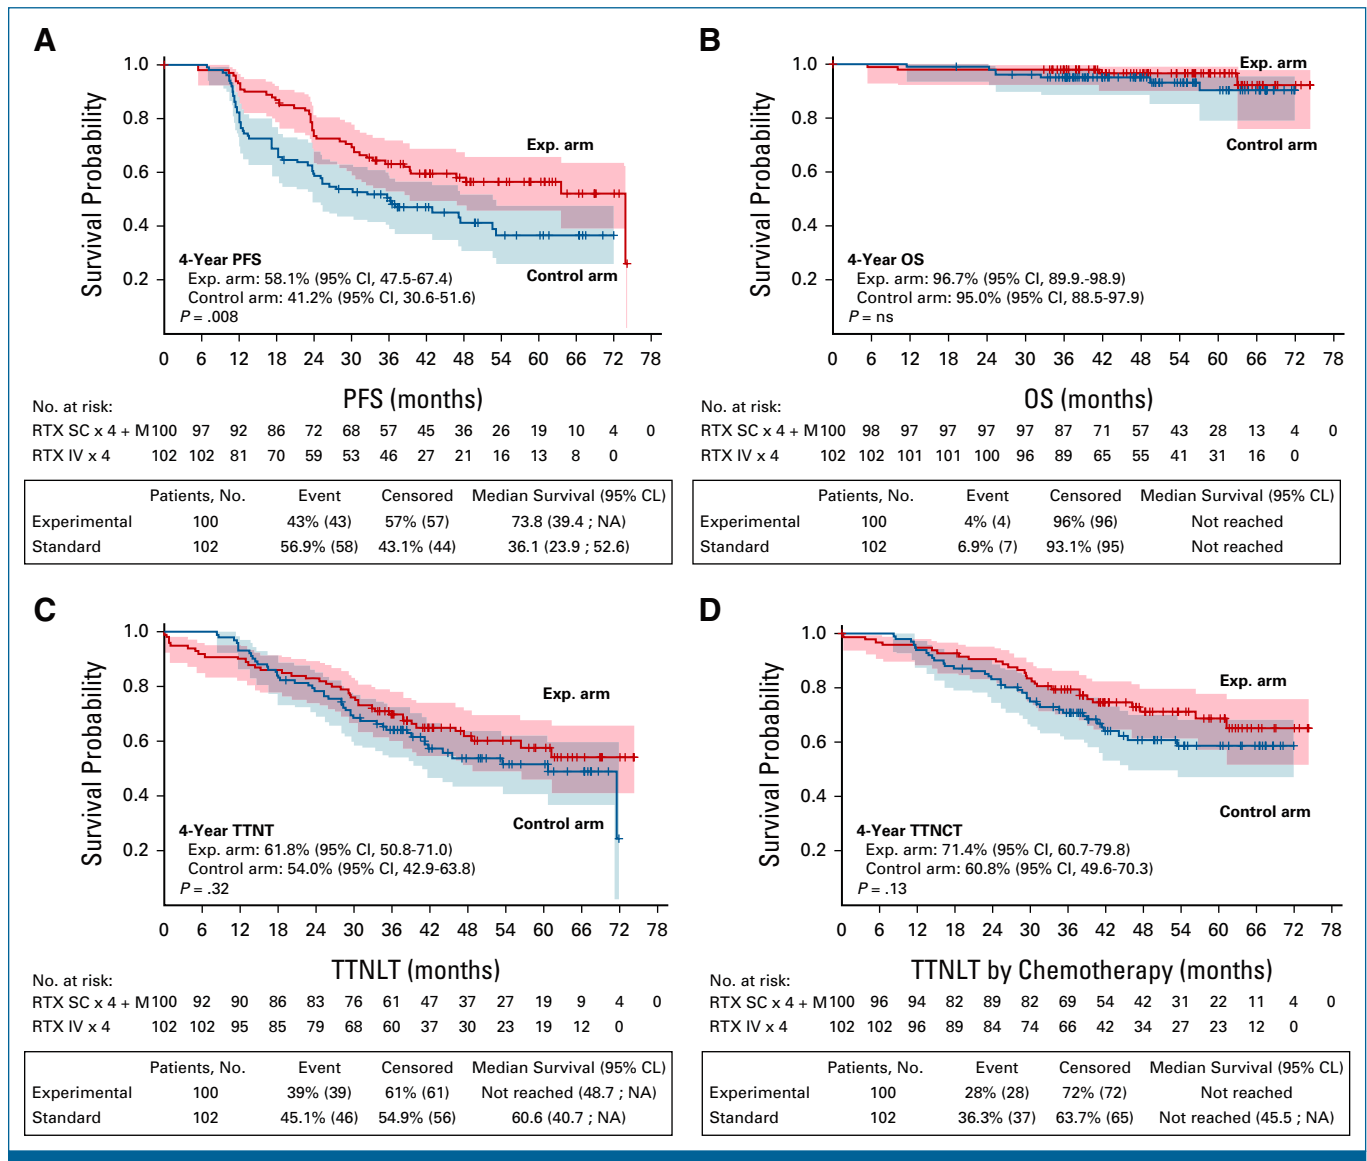 A
1.0
0.8
0.6
0.4
0.2
Survival Probability
Exp. arm
Control arm
4-Year PFS
Exp. arm: 58.1% (95% CI, 47.5-67.4)
Control arm: 41.2% (95% CI, 30.6-51.6)
P = .008
0 6 12 18 24 30 36 42 48 54 60 66 72 78
PFS (months)
No. at risk:
RTX SC x 4 + M 100 97 92 86 72 68 57 45 36 26 19 10 4 0
RTX IV x 4 102 102 81 70 59 53 46 27 21 16 13 8 0
Patients, No. Event Censored Median Survival (95% CL)
Experimental 100 43% (43) 57% (57) 73.8 (39.4 ; NA)
Standard 102 56.9% (58) 43.1% (44) 36.1 (23.9 ; 52.6)
B
1.0
0.8
0.6
0.4
0.2
Survival Probability
Exp. arm
Control arm
4-Year OS
Exp. arm: 96.7% (95% CI, 89.9.-98.9)
Control arm: 95.0% (95% CI, 88.5-97.9)
P = ns
0 6 12 18 24 30 36 42 48 54 60 66 72 78
OS (months)
No. at risk:
RTX SC x 4 + M 100 98 97 97 97 97 87 71 57 43 28 13 4 0
RTX IV x 4 102 102 101 101 100 96 89 65 55 41 31 16 0
Patients, No. Event Censored Median Survival (95% CL)
Experimental 100 4% (4) 96% (96) Not reached
Standard 102 6.9% (7) 93.1% (95) Not reached
C
1.0
0.8
0.6
0.4
0.2
Survival Probability
Exp. arm
Control arm
4-Year TTNT
Exp. arm: 61.8% (95% CI, 50.8-71.0)
Control arm: 54.0% (95% CI, 42.9-63.8)
P = .32
0 6 12 18 24 30 36 42 48 54 60 66 72 78
TTNLT (months)
No. at risk:
RTX SC x 4 + M 100 92 90 86 83 76 61 47 37 27 19 9 4 0
RTX IV x 4 102 102 95 85 79 68 60 37 30 23 19 12 0
Patients, No. Event Censored Median Survival (95% CL)
Experimental 100 39% (39) 61% (61) Not reached (48.7 ; NA)
Standard 102 45.1% (46) 54.9% (56) 60.6 (40.7 ; NA)
D
1.0
0.8
0.6
0.4
0.2
Survival Probability
Exp. arm
Control arm
4-Year TTNCT
Exp. arm: 71.4% (95% CI, 60.7-79.8)
Control arm: 60.8% (95% CI, 49.6-70.3)
P = .13
0 6 12 18 24 30 36 42 48 54 60 66 72 78
TTNLT by Chemotherapy (months)
No. at risk:
RTX SC x 4 + M 100 96 94 82 89 82 69 54 42 31 22 11 4 0
RTX IV x 4 102 102 96 89 84 74 66 42 34 27 23 12 0
Patients, No. Event Censored Median Survival (95% CL)
Experimental 100 28% (28) 72% (72) Not reached
Standard 102 36.3% (37) 63.7% (65) Not reached (45.5 ; NA)